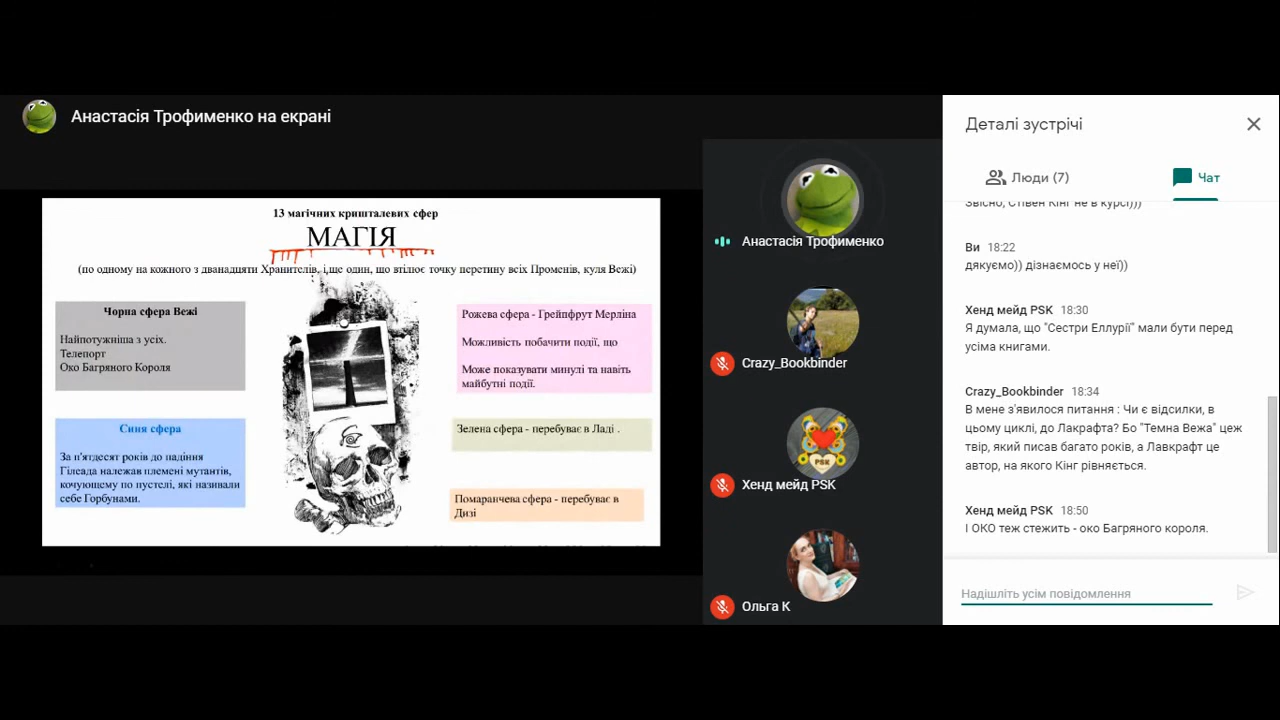 Анастасія Трофименко на екрані
13 магічних кришталевих сфер
МАГІЯ
(по одному на кожного з дванадцяти Хранителів, і ще один, що втілює точку перетину всіх Променів, куля Вежі)
Чорна сфера Вежі
Найпотужніша з усіх.
Телепорт
Око Багряного Короля
Синя сфера
За п'ятдесят років до падіння
Гілеада належав племені мутантів,
кочующему по пустелі, які називали
себе Горбунами.
Рожева сфера - Грейпфрут Мерліна
Можливість побачити події, що
Може показувати минулі та навіть
майбутні події.
Зелена сфера - перебуває в Ладі .
Помаранчева сфера - перебуває в
Дизі
Анастасія Трофименко
Crazy_Bookbinder
PSK
Хенд мейд PSK
Ольга К
Деталі зустрічі
Люди (7)
Чат
Звісно, Стівен Кінг не в курсі)))
Ви 18:22
дякуємо)) дізнаємось у неї))
Хенд мейд PSK 18:30
Я думала, що "Сестри Еллурії" мали бути перед
усіма книгами.
Crazy_Bookbinder 18:34
В мене з'явилося питання : Чи є відсилки, в
цьому циклі, до Лакрафта? Бо "Темна Вежа" цеж
твір, який писав багато років, а Лавкрафт це
автор, на якого Кінг рівняється.
Хенд мейд PSK 18:50
І ОКО теж стежить - око Багряного короля.
Надішліть усім повідомлення